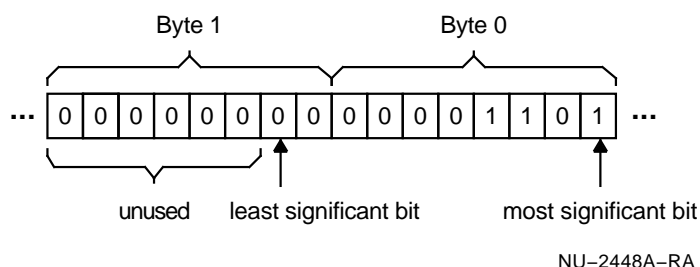 Byte 1 Byte 0
... 0 0 0 0 0 0 0 0 0 0 0 0 1 1 0 1 ...
unused least significant bit most significant bit
NU–2448A–RA